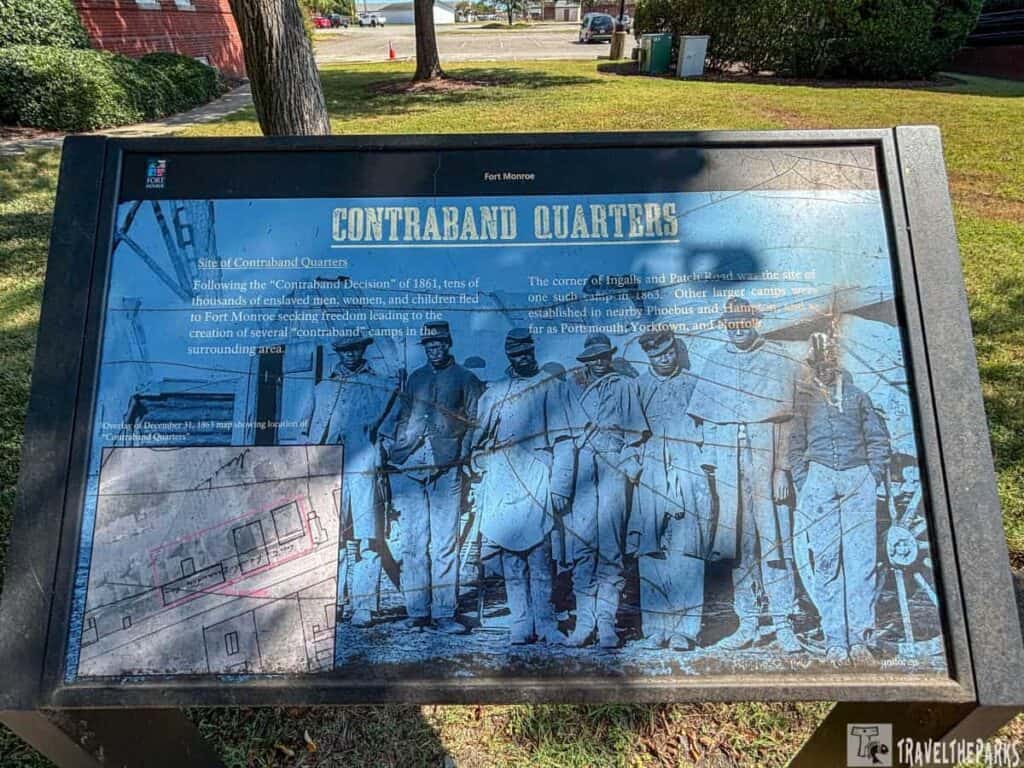 FORT
MONROE
Fort Monroe
CONTRABAND QUARTERS
Site of Contraband Quarters
Following the "Contraband Decision" of 1861, tens of
thousands of enslaved men, women, and children fled
to Fort Monroe seeking freedom leading to the
creation of several "contraband" camps in the
surrounding area.
The corner of Ingalls and Patch Road was the site of
one such camp in 1863. Other larger camps were
established in nearby Phoebus and Hampton, and as
far as Portsmouth, Yorktown, and Norfolk.
Overlay of December 31, 1863 map showing location of
"Contraband Quarters"
uniforms
TRAVELTHEPARKS